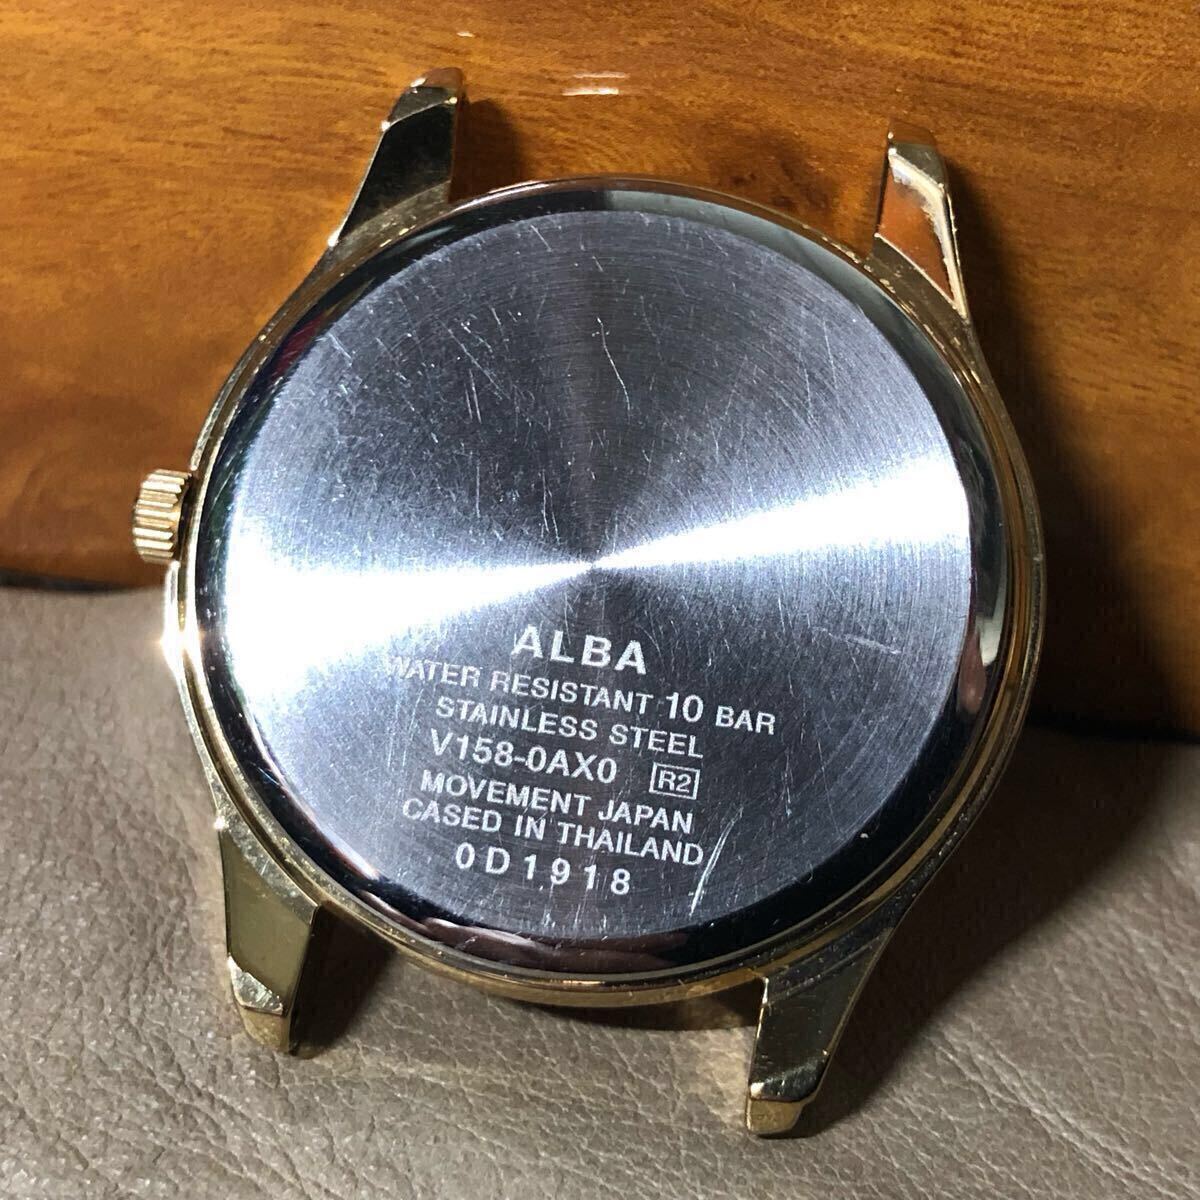 ALBA
WATER RESISTANT 10 BAR
STAINLESS STEEL
V158-0AX0 R2
MOVEMENT JAPAN
CASED IN THAILAND
0D1918